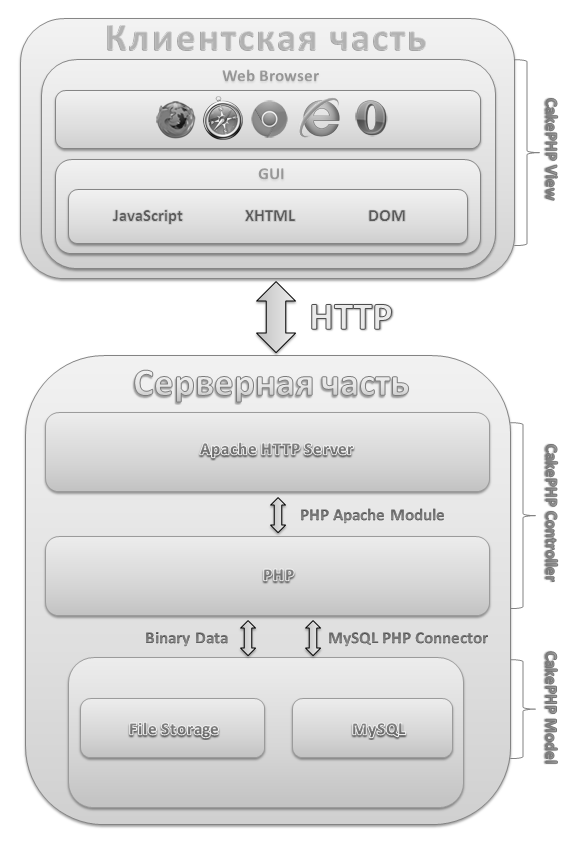 Клиентская часть
Web Browser
GUI
JavaScript
XHTML
DOM
CakePHP View
HTTP
Серверная часть
Apache HTTP Server
PHP Apache Module
PHP
CakePHP Controller
Binary Data
MySQL PHP Connector
File Storage
MySQL
CakePHP Model